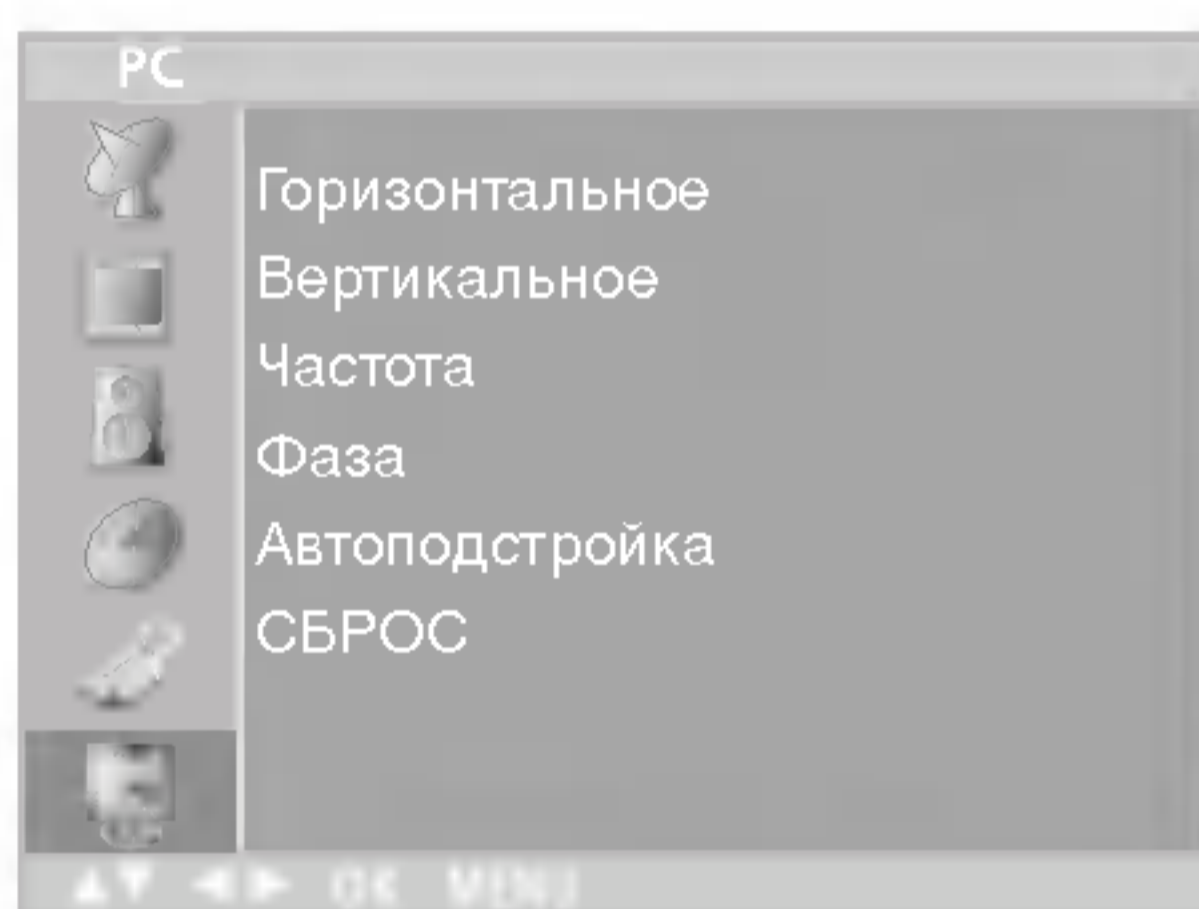 PC
Горизонтальное
Вертикальное
Частота
Фаза
Автоподстройка
СБРОС
▲▼ ◀▶ OK MENU